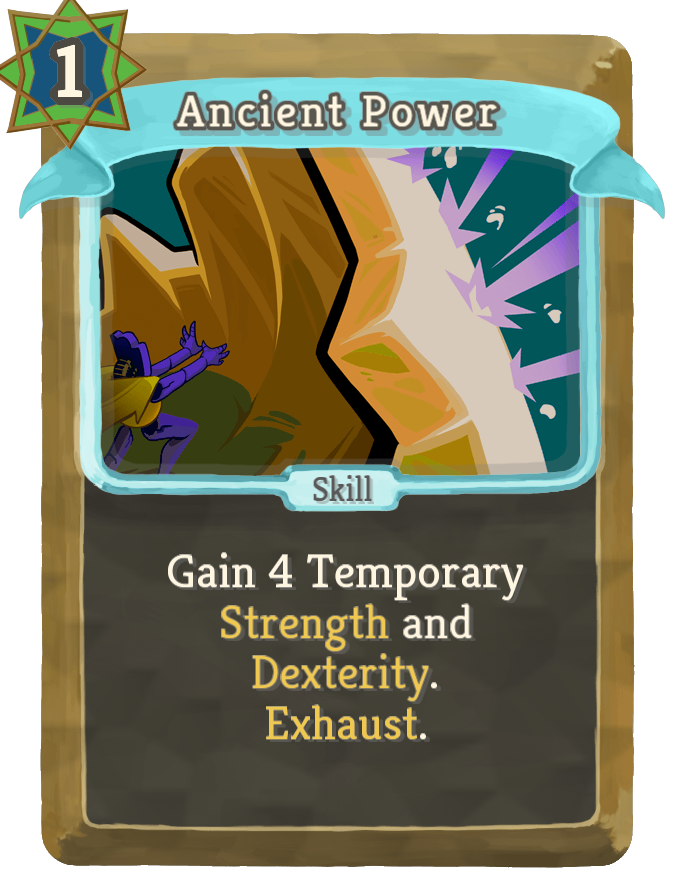 1
Ancient Power
Skill
Gain 4 Temporary
Strength and
Dexterity.
Exhaust.